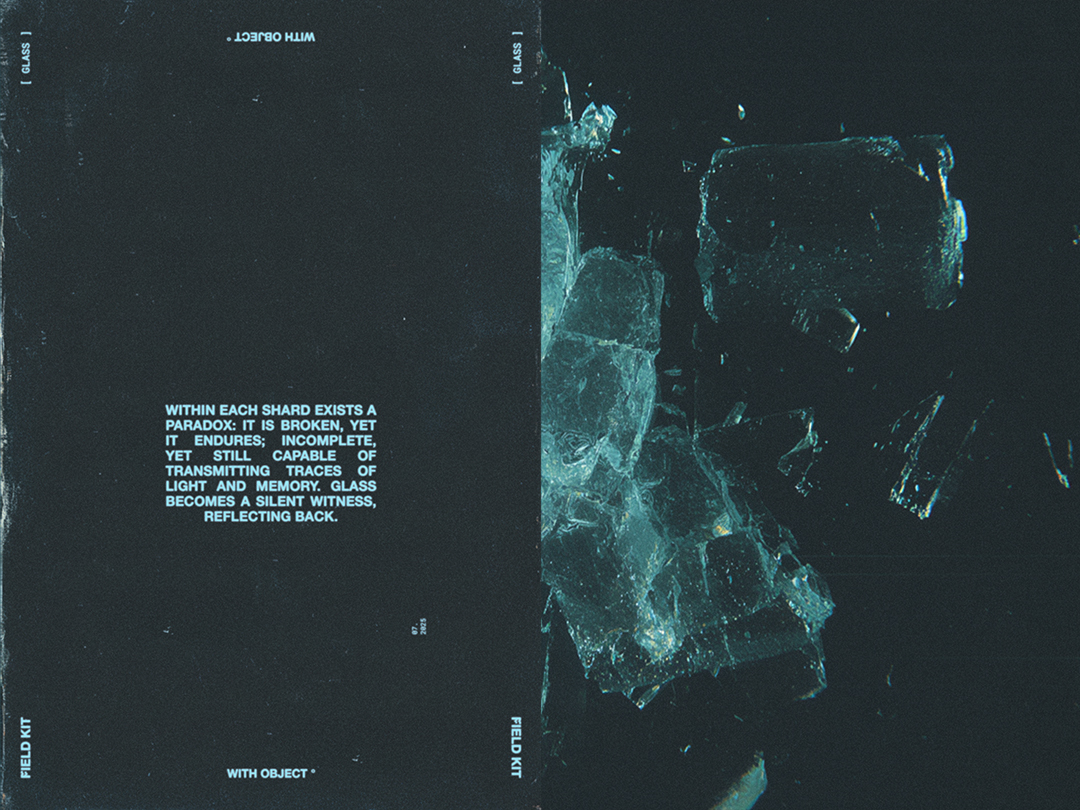 [ GLASS ]
WITH OBJECT °
[ GLASS ]
WITHIN EACH SHARD EXISTS A
PARADOX: IT IS BROKEN, YET
IT ENDURES; INCOMPLETE,
YET STILL CAPABLE OF
TRANSMITTING TRACES OF
LIGHT AND MEMORY. GLASS
BECOMES A SILENT WITNESS,
REFLECTING BACK.
07.
2025
FIELD KIT
WITH OBJECT °
FIELD KIT